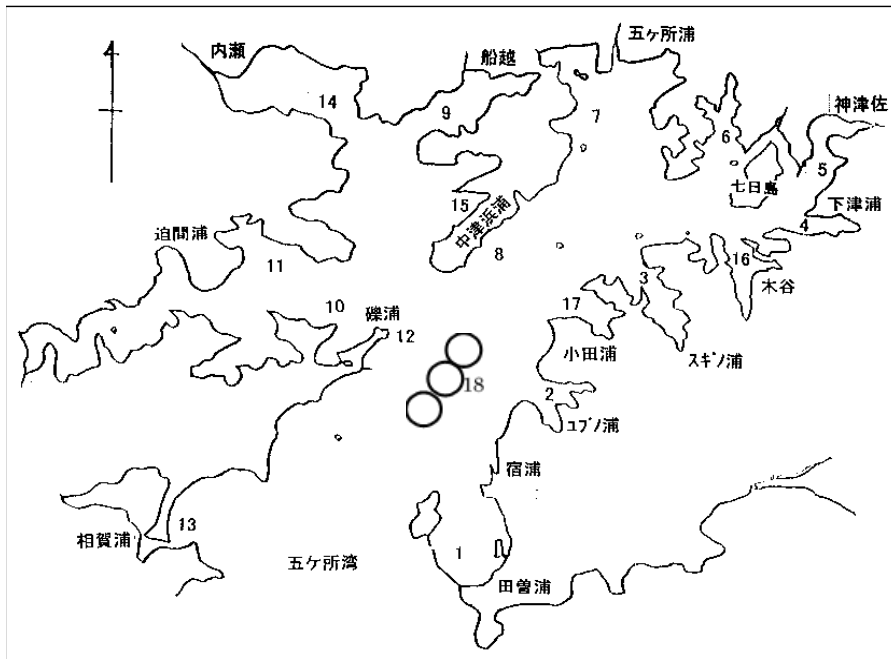 五ヶ所浦
内瀬
船越
神津佐
14
9
7
6
5
七日島
下津浦
15
中津浜浦
4
迫間浦
8
16
11
3
木谷
10
礫浦
17
12
小田浦
スギノ浦
18
2
ユブノ浦
宿浦
13
相賀浦
五ケ所湾
1
田曽浦